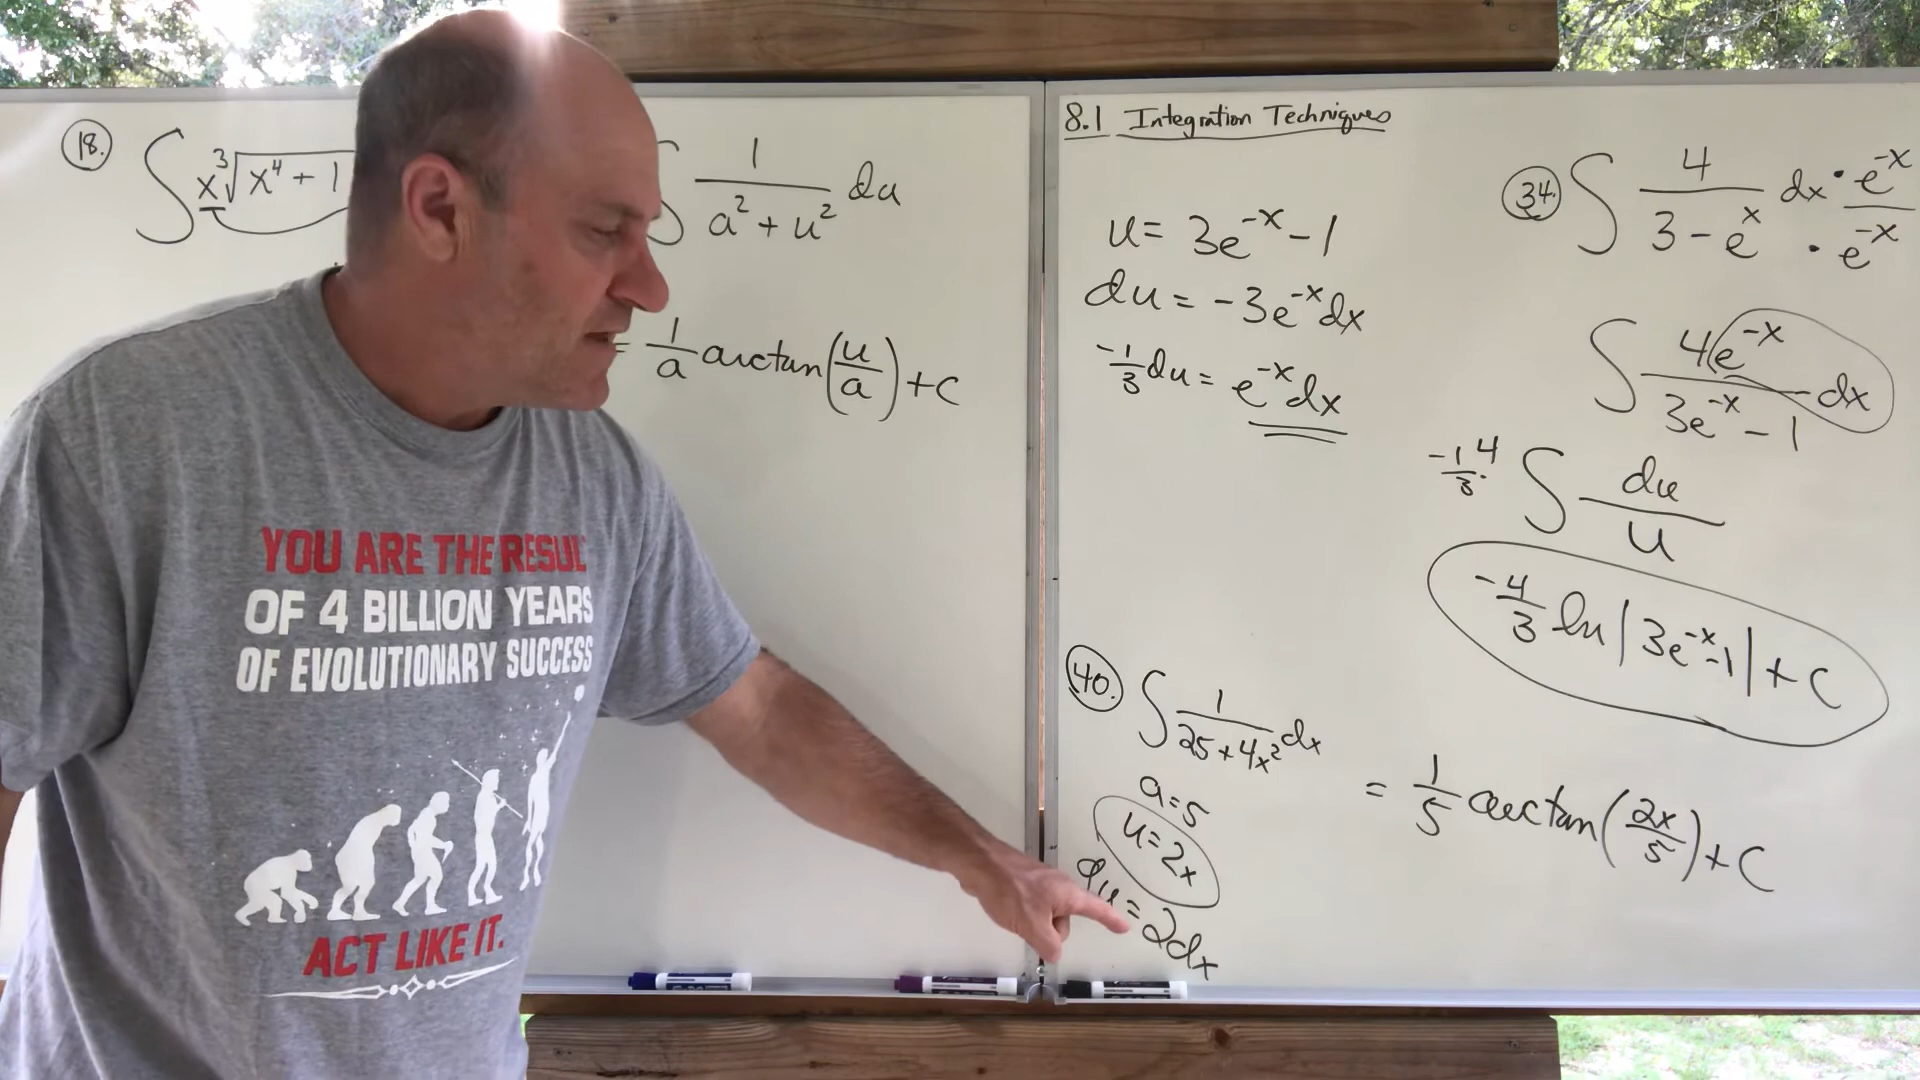 18.
∫ x ∛(x⁴ + 1)
∫ 1/(a² + u²) du
= 1/a arctan(u/a) + C
8.1 Integration Techniques
u = 3e^-x - 1
du = -3e^-x dx
-1/3 du = e^-x dx
34. ∫ 4/(3 - e^x) dx · e^-x / · e^-x
∫ 4e^-x/(3e^-x - 1) dx
-1/3 · 4 ∫ du/u
-4/3 ln|3e^-x - 1| + C
40. ∫ 1/(25 + 4x²) dx
= 1/5 arctan(2x/5) + C
a = 5
u = 2x
du = 2dx
YOU ARE THE RESUL
OF 4 BILLION YEARS
OF EVOLUTIONARY SUCCESS
ACT LIKE IT.